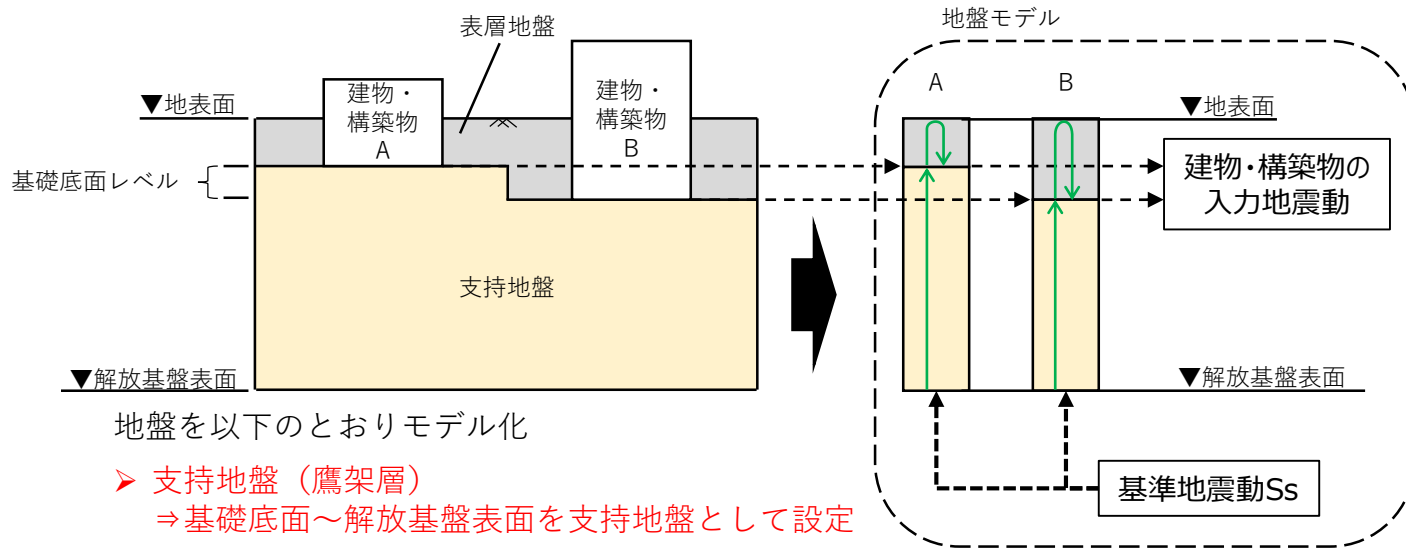 地盤モデル
表層地盤
▼地表面
建物・
構築物
A
建物・
構築物
B
A
B
▼地表面
基礎底面レベル
建物・構築物の
入力地震動
支持地盤
▼解放基盤表面
▼解放基盤表面
地盤を以下のとおりモデル化
➢ 支持地盤（鷹架層）
⇒基礎底面～解放基盤表面を支持地盤として設定
基準地震動Ss